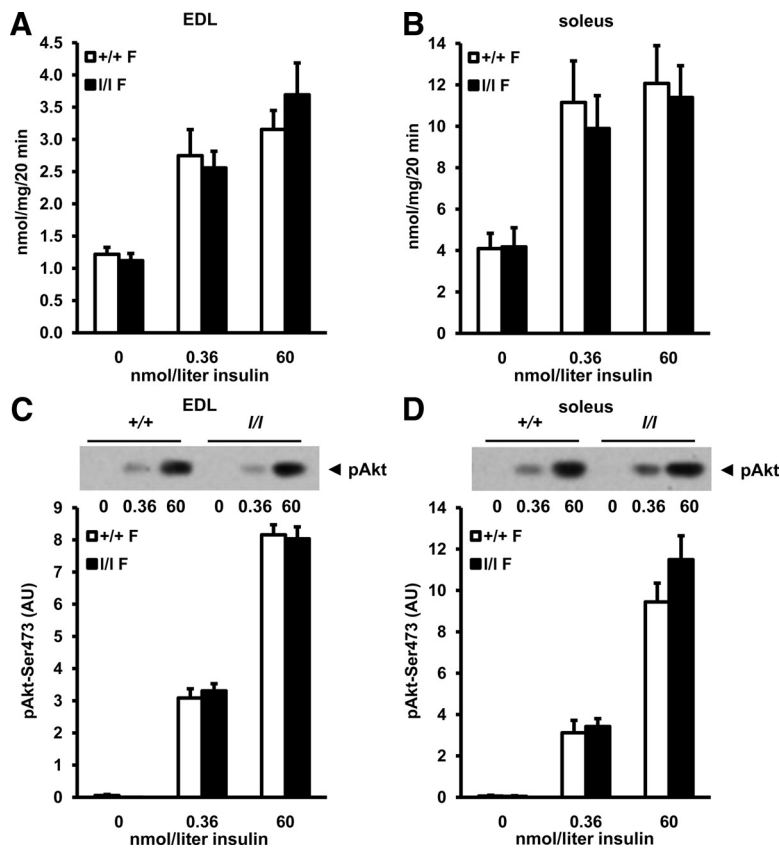 A
EDL
+/+ F
I/I F
nmol/mg/20 min
4.5
4.0
3.5
3.0
2.5
2.0
1.5
1.0
0.5
0.0
0 0.36 60
nmol/liter insulin
B
soleus
+/+ F
I/I F
nmol/mg/20 min
14
12
10
8
6
4
2
0
0 0.36 60
nmol/liter insulin
C
EDL
+/+ I/I
◄ pAkt
0 0.36 60 0 0.36 60
+/+ F
I/I F
pAkt-Ser473 (AU)
9
8
7
6
5
4
3
2
1
0
0 0.36 60
nmol/liter insulin
D
soleus
+/+ I/I
◄ pAkt
0 0.36 60 0 0.36 60
+/+ F
I/I F
pAkt-Ser473 (AU)
14
12
10
8
6
4
2
0
0 0.36 60
nmol/liter insulin